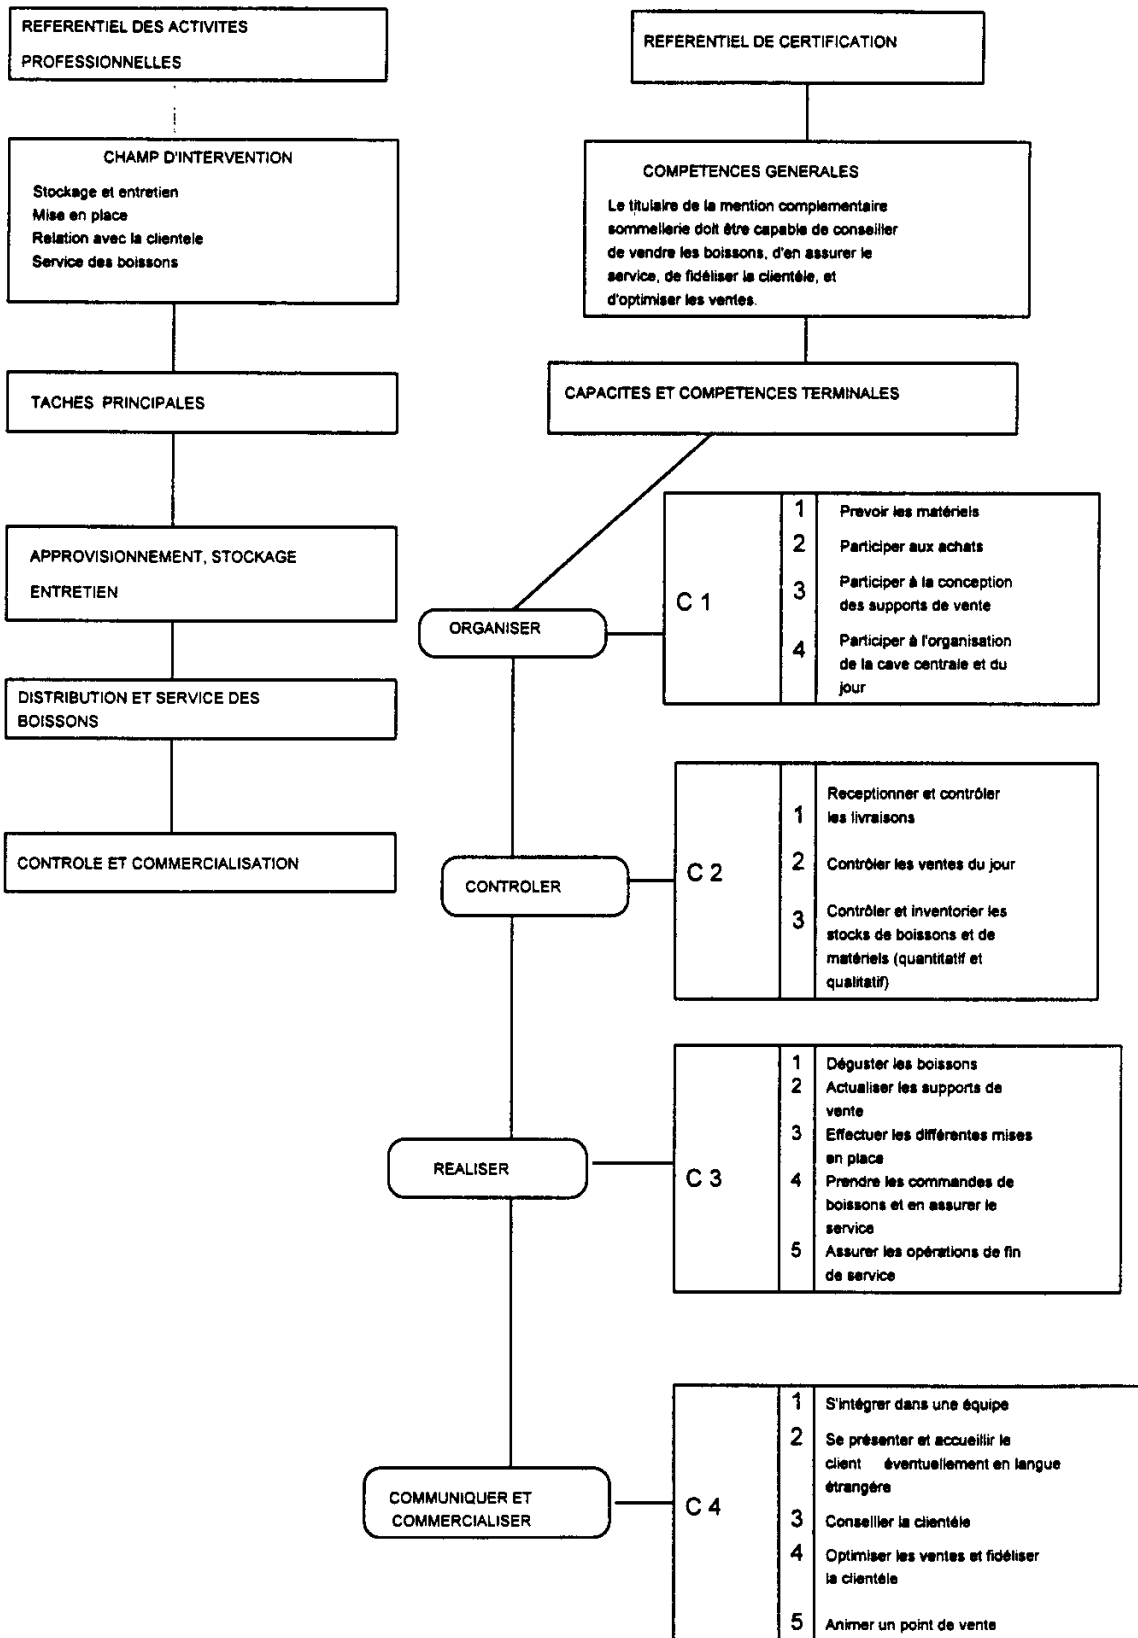 REFERENTIEL DES ACTIVITES
PROFESSIONNELLES
CHAMP D'INTERVENTION
Stockage et entretien
Mise en place
Relation avec la clientele
Service des boissons
TACHES PRINCIPALES
APPROVISIONNEMENT, STOCKAGE
ENTRETIEN
DISTRIBUTION ET SERVICE DES
BOISSONS
CONTROLE ET COMMERCIALISATION
REFERENTIEL DE CERTIFICATION
COMPETENCES GENERALES
Le titulaire de la mention complementaire
sommellerie doit être capable de conseiller
de vendre les boissons, d'en assurer le
service, de fidéliser la clientéle, et
d'optimiser les ventes.
CAPACITES ET COMPETENCES TERMINALES
ORGANISER
C 1
1 Prevoir les matériels
2 Participer aux achats
3 Participer à la conception
des supports de vente
4 Participer à l'organisation
de la cave centrale et du
jour
CONTROLER
C 2
1 Receptionner et contrôler
les livraisons
2 Contrôler les ventes du jour
3 Contrôler et inventorier les
stocks de boissons et de
matériels (quantitatif et
qualitatif)
REALISER
C 3
1 Déguster les boissons
2 Actualiser les supports de
vente
3 Effectuer les différentes mises
en place
4 Prendre les commandes de
boissons et en assurer le
service
5 Assurer les opérations de fin
de service
COMMUNIQUER ET
COMMERCIALISER
C 4
1 S'intégrer dans une équipe
2 Se présenter et accueillir le
client éventuellement en langue
étrangére
3 Conseiller la clientéle
4 Optimiser les ventes et fidéliser
la clientéle
5 Animer un point de vente